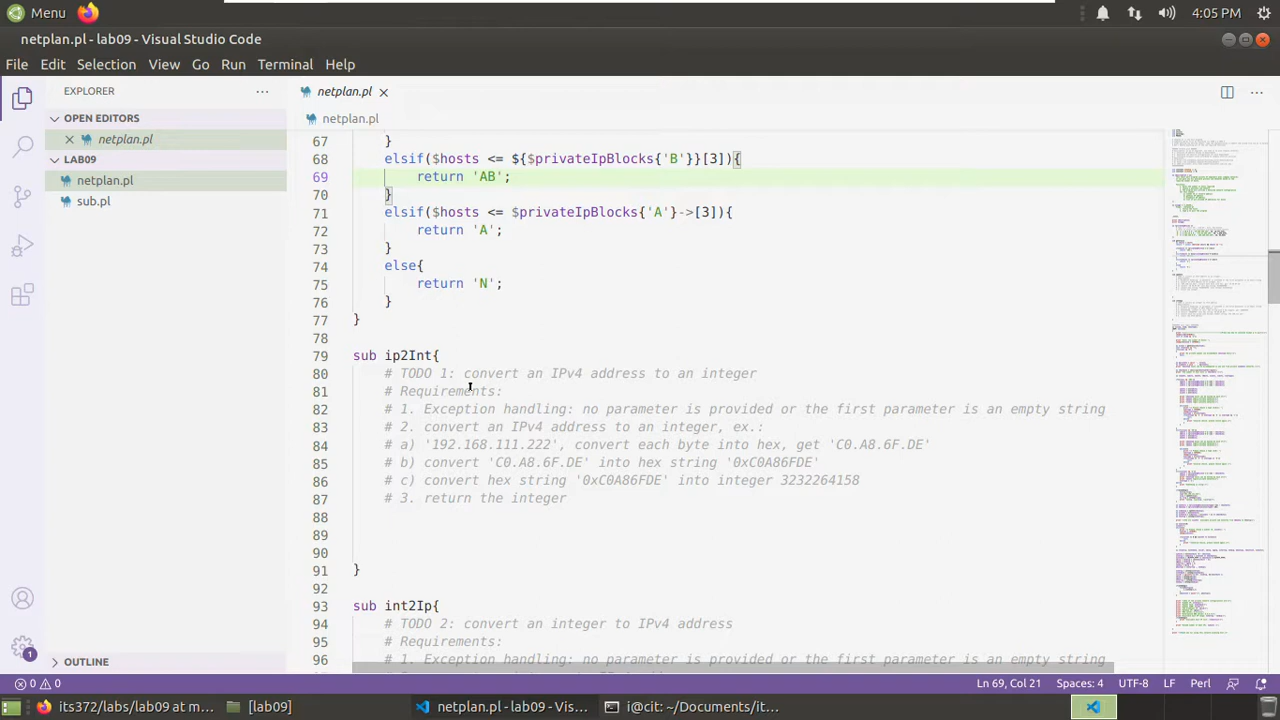 Menu
4:05 PM
netplan.pl - lab09 - Visual Studio Code
File Edit Selection View Go Run Terminal Help
EXPLORER
netplan.pl
OPEN EDITORS
netplan.pl
netplan.pl
LAB09
netplan.pl
sub.pl
67 }
68 elsif($hosts <= ${$privateIpBlocks{'B'}}[3]){
69 return 'AB';
70 }
71 elsif($hosts <= $privateIpBlocks{'A'}->[3]){
72 return 'A';
73 }
74 else{
75 return 'N';
76 }
77 }
78
79 sub ip2Int{
80 # TODO 1: convert an IPv4 address to an integer
81 # Requirements:
82 # 1. Exception handling: no parameter is provided or the first parameter is an empty string
83 # 2. convert an IPv4 address to an integer, ex.
84 # a) '192.168.111.222', convert each byte into hex, get 'C0.A8.6F.DE'
85 # b) convert 'C0.A8.6F.DE' into hex string '0xC0A86FDE'
86 # c) convert hex string '0xC0A86FDE' into integer 3232264158
87 # 3. return the integer
88
89
90
91 }
92
93 sub int2Ip{
94 # TODO 2: convert an integer to IPv4 address
95 # Requirements:
96 # 1. Exception handling: no parameter is provided or the first parameter is an empty string
OUTLINE
1
0 0
Ln 69, Col 21 Spaces: 4 UTF-8 LF Perl
its372/labs/lab09 at m...
[lab09]
netplan.pl - lab09 - Visu...
i@cit: ~/Documents/it...